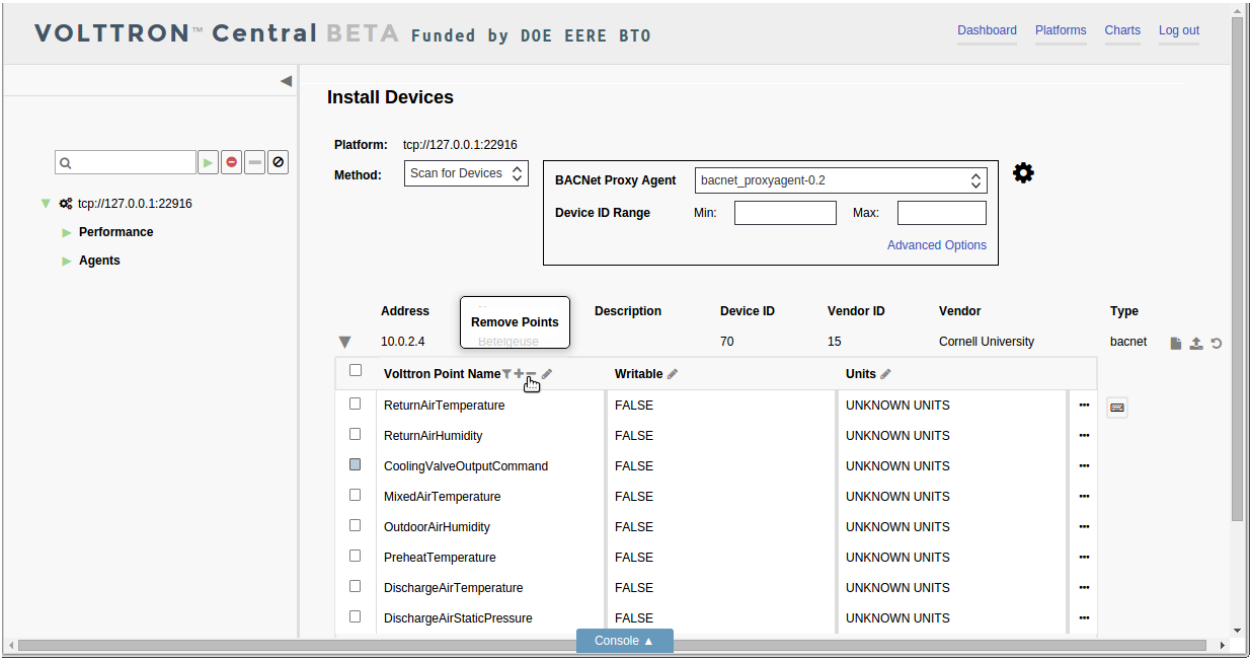 VOLTTRON™ Central BETA Funded by DOE EERE BTO
Dashboard Platforms Charts Log out
Install Devices
Platform: tcp://127.0.0.1:22916
Method: Scan for Devices
BACNet Proxy Agent bacnet_proxyagent-0.2
Device ID Range Min: Max:
Advanced Options
tcp://127.0.0.1:22916
Performance
Agents
Address Description Device ID Vendor ID Vendor Type
Remove Points
10.0.2.4 Betelgeuse 70 15 Cornell University bacnet
Volttron Point Name Writable Units
ReturnAirTemperature FALSE UNKNOWN UNITS
ReturnAirHumidity FALSE UNKNOWN UNITS
CoolingValveOutputCommand FALSE UNKNOWN UNITS
MixedAirTemperature FALSE UNKNOWN UNITS
OutdoorAirHumidity FALSE UNKNOWN UNITS
PreheatTemperature FALSE UNKNOWN UNITS
DischargeAirTemperature FALSE UNKNOWN UNITS
DischargeAirStaticPressure FALSE UNKNOWN UNITS
Console ▲